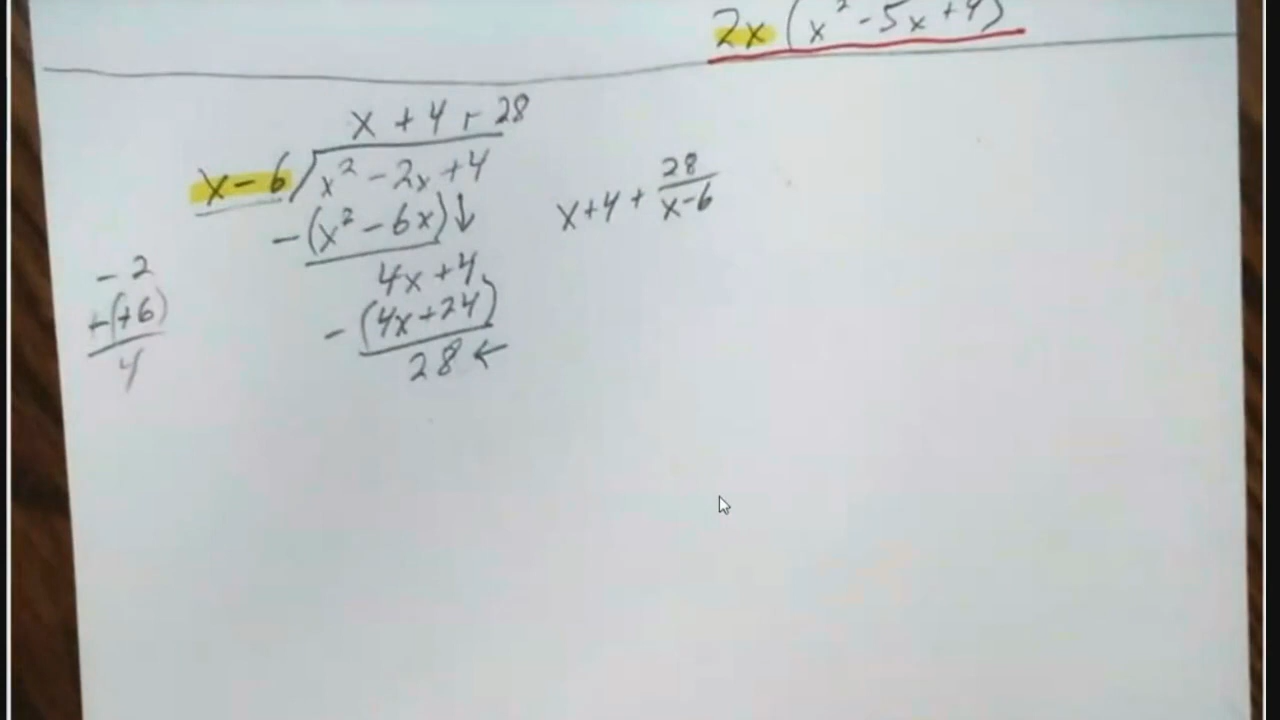 2x (x² - 5x + 4)
x + 4 r 28
x - 6 ) x² - 2x + 4
- (x² - 6x) ↓
4x + 4
- (4x + 24)
28 ←
x + 4 + 28/(x - 6)
- 2
+ (+6)
4